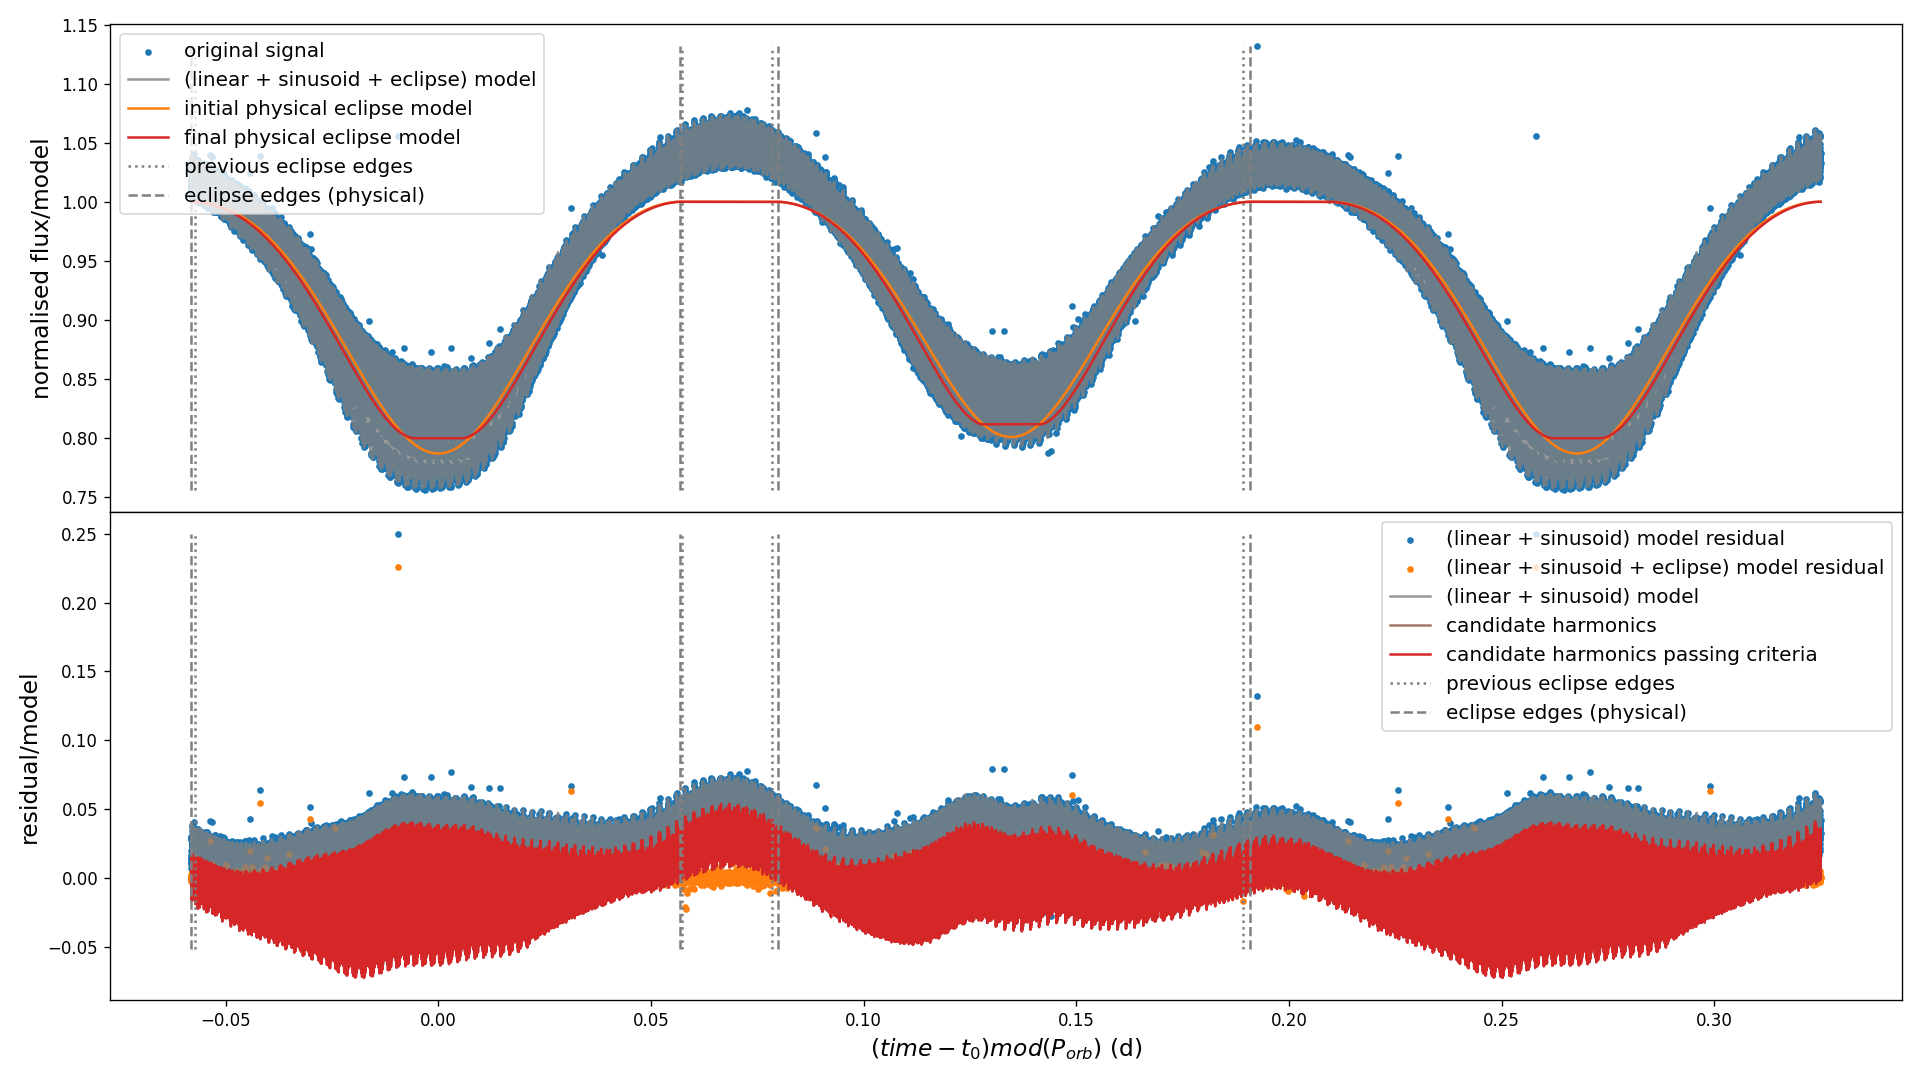 normalised flux/model
1.15
1.10
1.05
1.00
0.95
0.90
0.85
0.80
0.75
original signal
(linear + sinusoid + eclipse) model
initial physical eclipse model
final physical eclipse model
previous eclipse edges
eclipse edges (physical)
residual/model
0.25
0.20
0.15
0.10
0.05
0.00
−0.05
(linear + sinusoid) model residual
(linear + sinusoid + eclipse) model residual
(linear + sinusoid) model
candidate harmonics
candidate harmonics passing criteria
previous eclipse edges
eclipse edges (physical)
−0.05 0.00 0.05 0.10 0.15 0.20 0.25 0.30
(time − t₀)mod(Pₒᵣ♭) (d)